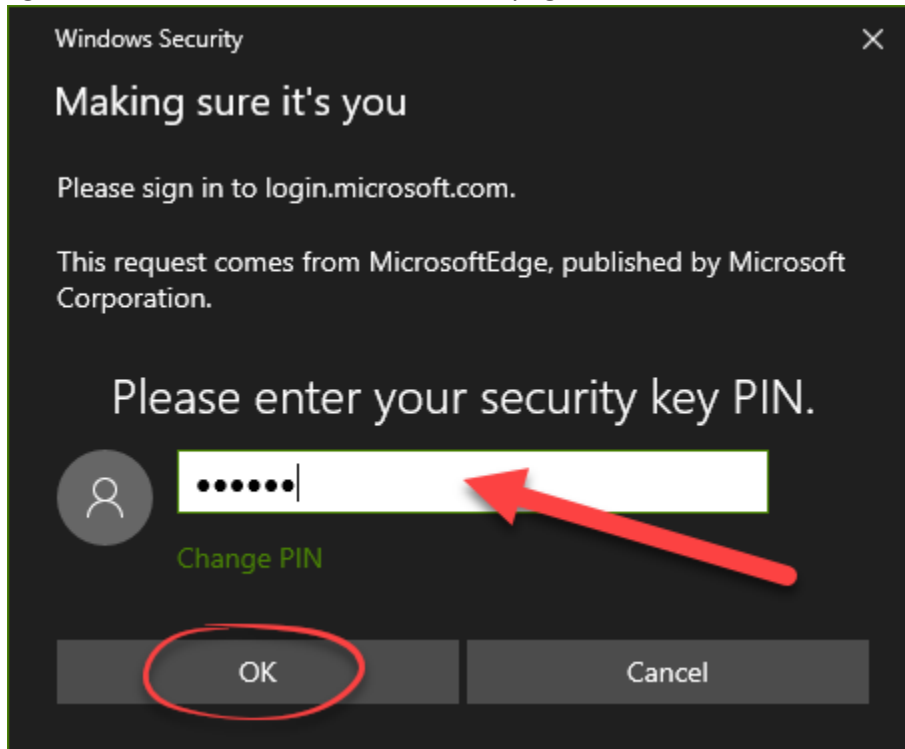 Windows Security
Making sure it's you
Please sign in to login.microsoft.com.
This request comes from MicrosoftEdge, published by Microsoft
Corporation.
Please enter your security key PIN.
••••••
Change PIN
OK
Cancel